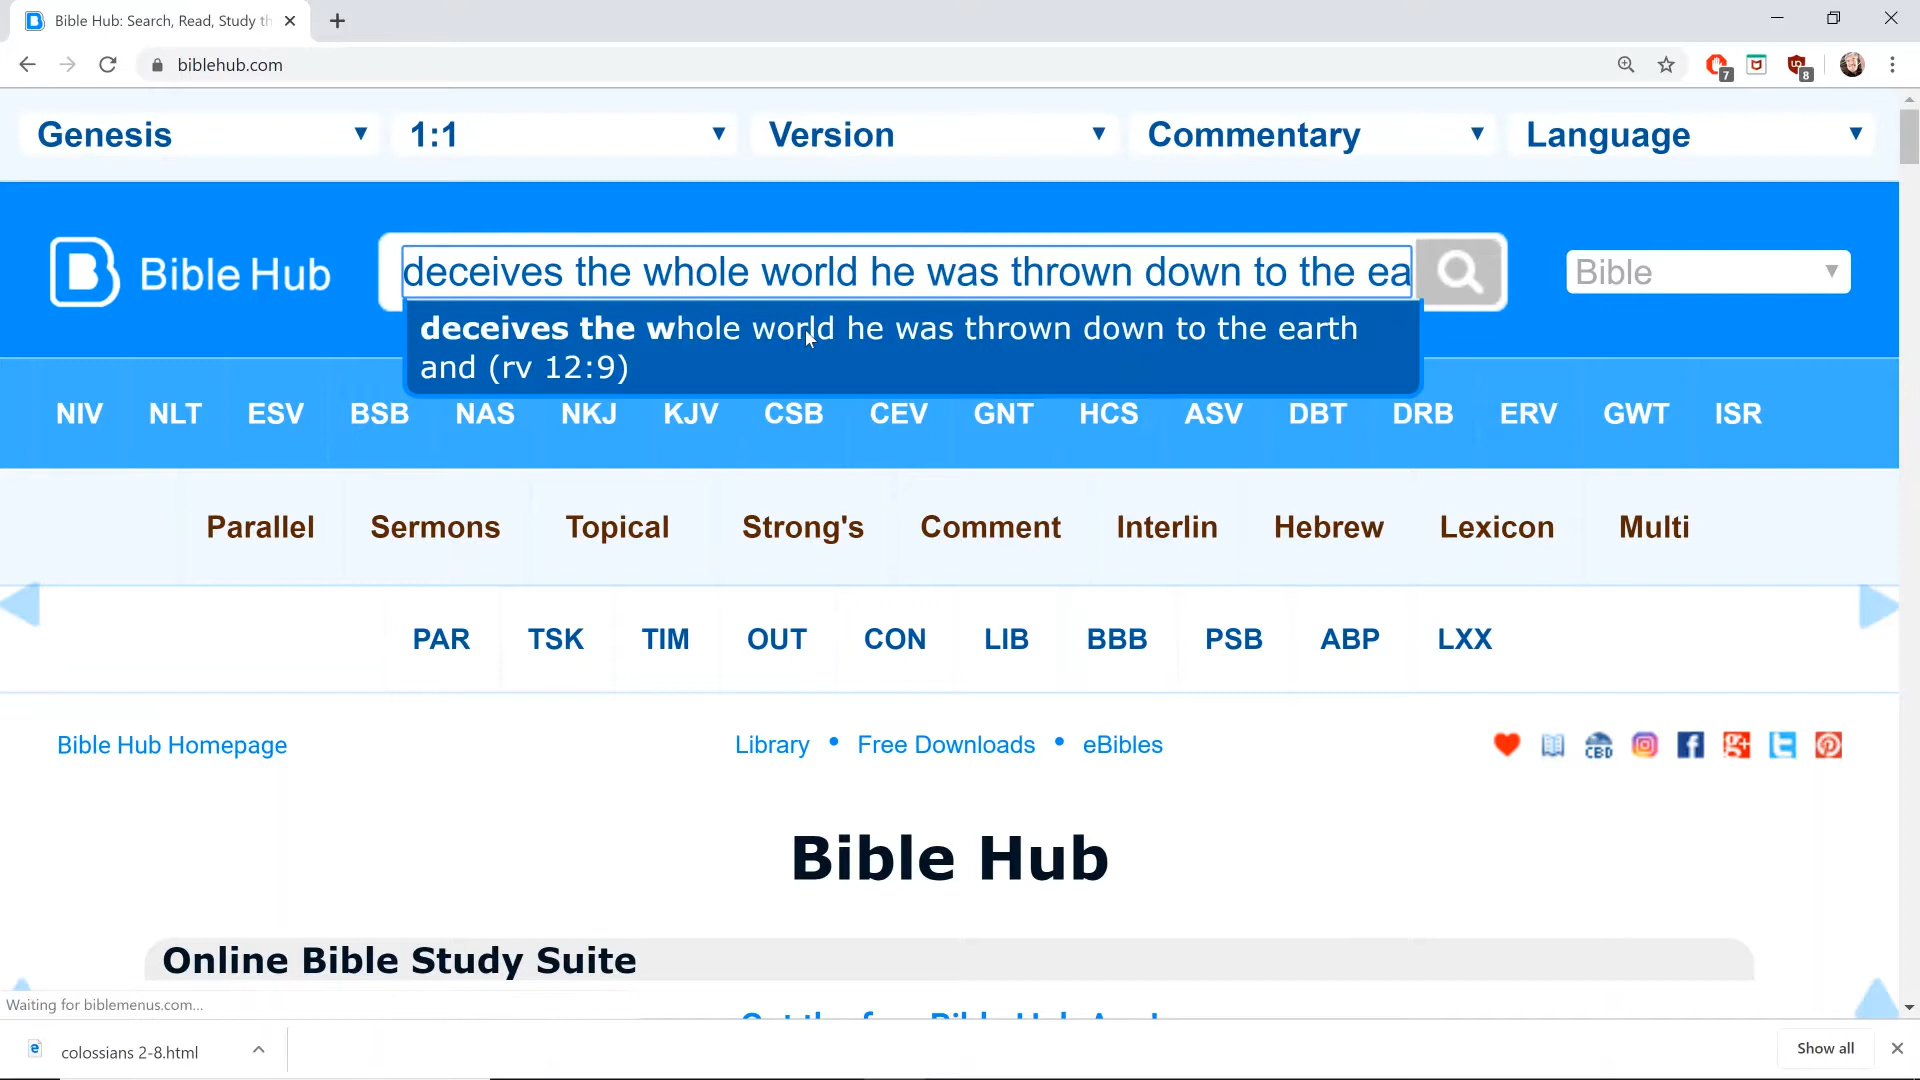 Bible Hub: Search, Read, Study th
biblehub.com
7
8
Genesis 1:1 Version Commentary Language
Bible Hub
deceives the whole world he was thrown down to the ea
Bible
deceives the whole world he was thrown down to the earth
and (rv 12:9)
NIV NLT ESV BSB NAS NKJ KJV CSB CEV GNT HCS ASV DBT DRB ERV GWT ISR
Parallel Sermons Topical Strong's Comment Interlin Hebrew Lexicon Multi
PAR TSK TIM OUT CON LIB BBB PSB ABP LXX
Bible Hub Homepage
Library • Free Downloads • eBibles
CBD
Bible Hub
Online Bible Study Suite
Waiting for biblemenus.com...
colossians 2-8.html
Show all